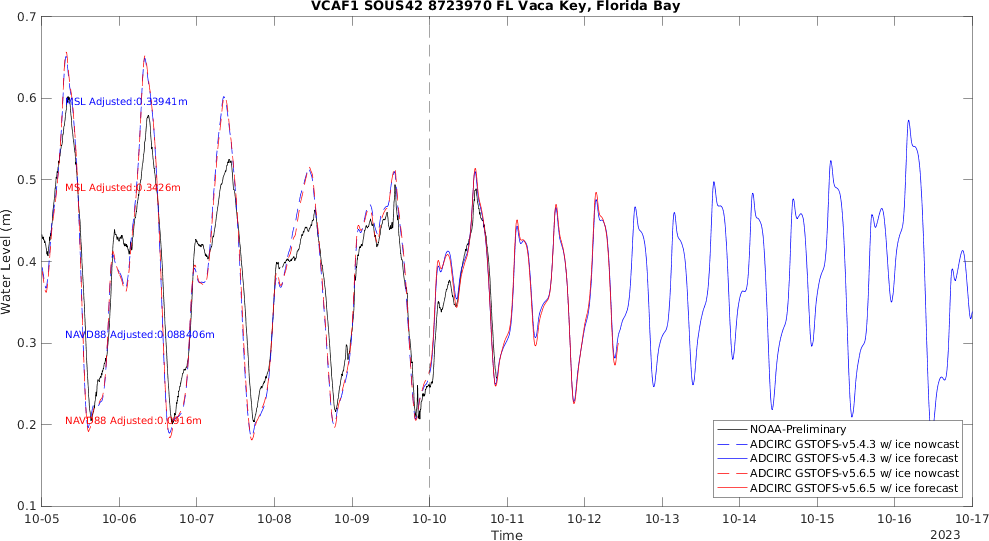 VCAF1 SOUS42 8723970 FL Vaca Key, Florida Bay
0.7
0.6
0.5
0.4
0.3
0.2
0.1
Water Level (m)
MSL Adjusted:0.33941m
MSL Adjusted:0.3426m
NAVD88 Adjusted:0.088406m
NAVD88 Adjusted:0.0916m
NOAA-Preliminary
ADCIRC GSTOFS-v5.4.3 w/ ice nowcast
ADCIRC GSTOFS-v5.4.3 w/ ice forecast
ADCIRC GSTOFS-v5.6.5 w/ ice nowcast
ADCIRC GSTOFS-v5.6.5 w/ ice forecast
10-05 10-06 10-07 10-08 10-09 10-10 10-11 10-12 10-13 10-14 10-15 10-16 10-17
Time
2023